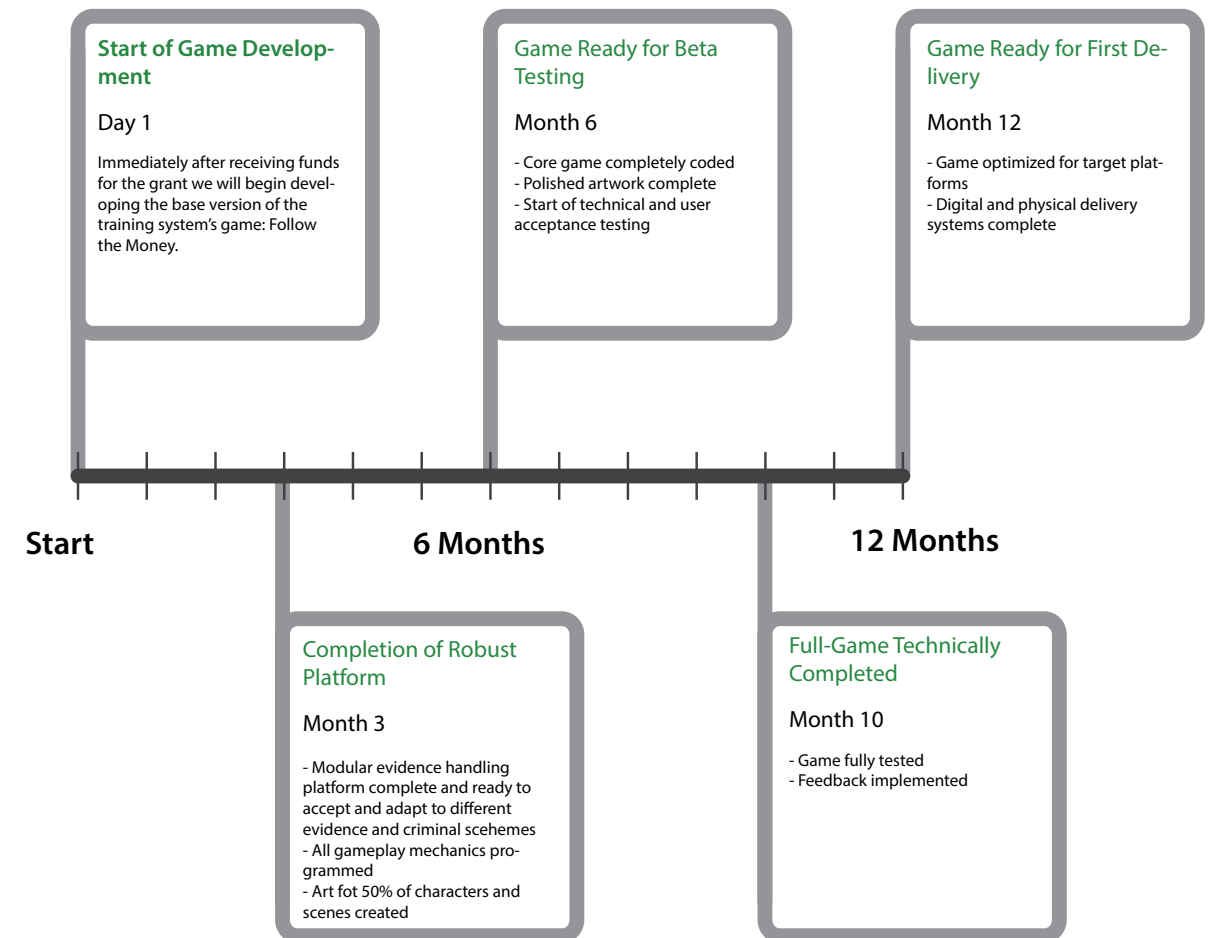 Start of Game Develop-
ment
Day 1
Immediately after receiving funds
for the grant we will begin devel-
oping the base version of the
training system’s game: Follow
the Money.
Game Ready for Beta
Testing
Month 6
- Core game completely coded
- Polished artwork complete
- Start of technical and user
acceptance testing
Game Ready for First De-
livery
Month 12
- Game optimized for target plat-
forms
- Digital and physical delivery
systems complete
Start
6 Months
12 Months
Completion of Robust
Platform
Month 3
- Modular evidence handling
platform complete and ready to
accept and adapt to different
evidence and criminal scehemes
- All gameplay mechanics pro-
grammed
- Art fot 50% of characters and
scenes created
Full-Game Technically
Completed
Month 10
- Game fully tested
- Feedback implemented